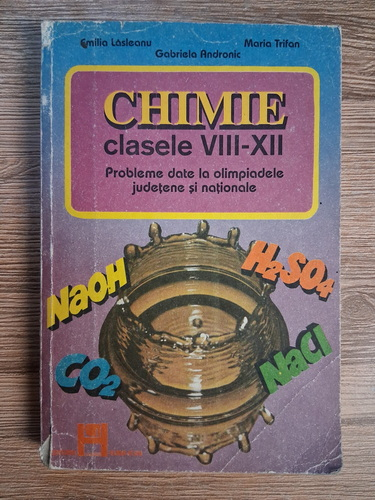 Emilia Lăsleanu
Maria Trifan
Gabriela Andronic
CHIMIE
clasele VIII-XII
Probleme date la olimpiadele
județene și naționale
NaOH
H2SO4
CO2
NaCl